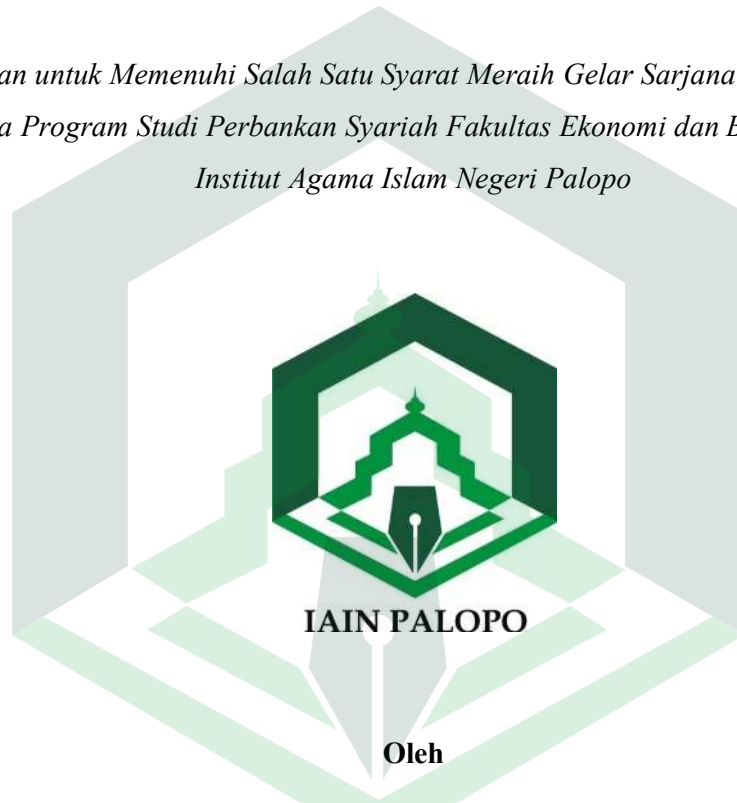 untuk Memenuhi Salah Satu Syarat Meraih Gelar Sarjana
Program Studi Perbankan Syariah Fakultas Ekonomi dan
Institut Agama Islam Negeri Palopo
IAIN PALOPO
Oleh